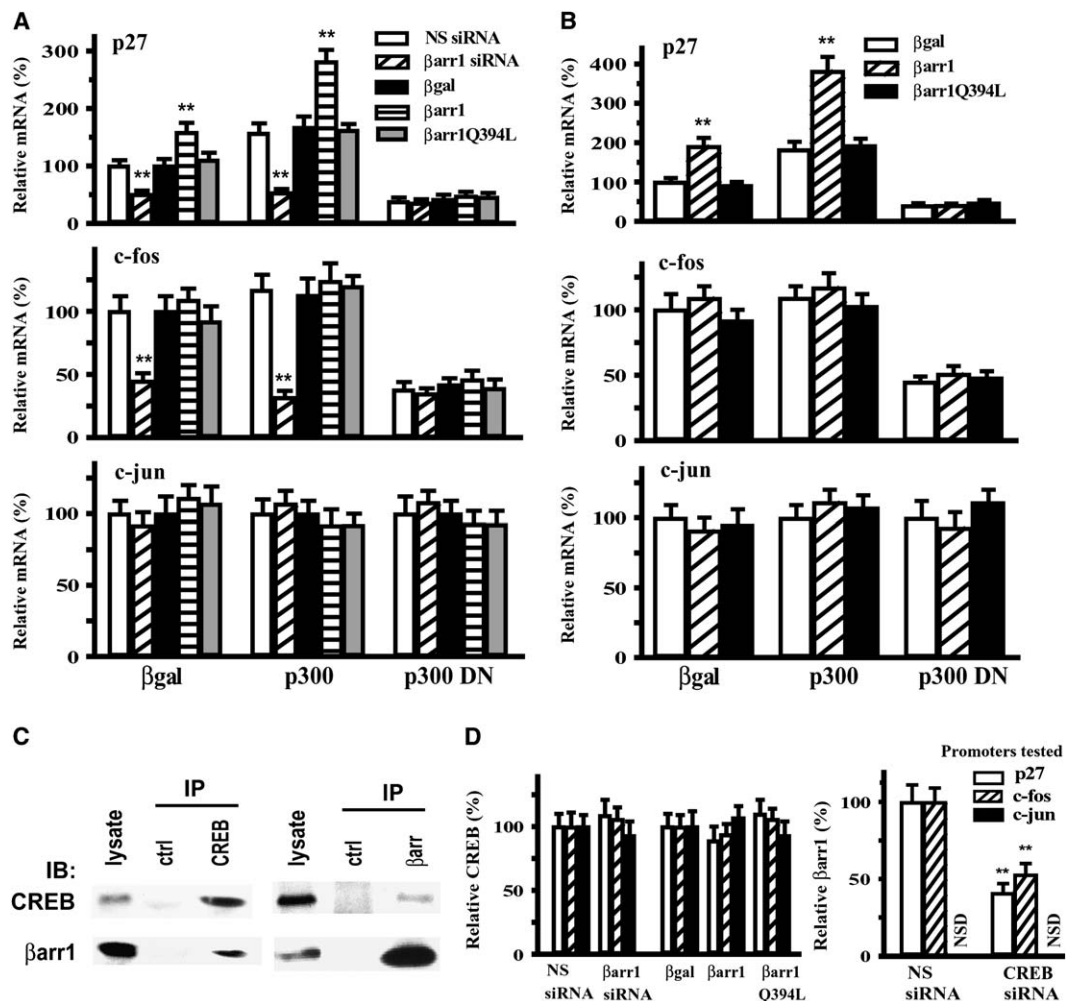 A
p27
NS siRNA
βarr1 siRNA
βgal
βarr1
βarr1Q394L
Relative mRNA (%)
300
200
100
50
0
**
**
**
**
c-fos
Relative mRNA (%)
100
50
0
**
**
c-jun
Relative mRNA (%)
100
50
0
βgal
p300
p300 DN
B
p27
βgal
βarr1
βarr1Q394L
Relative mRNA (%)
400
300
200
100
0
**
**
c-fos
Relative mRNA (%)
100
50
0
c-jun
Relative mRNA (%)
100
50
0
βgal
p300
p300 DN
C
IP
IP
lysate
ctrl
CREB
lysate
ctrl
βarr
IB:
CREB
βarr1
D
Relative CREB (%)
100
50
0
NS siRNA
βarr1 siRNA
βgal
βarr1
βarr1 Q394L
Promoters tested
p27
c-fos
c-jun
Relative βarr1 (%)
100
50
0
**
**
NSD
NSD
NS siRNA
CREB siRNA